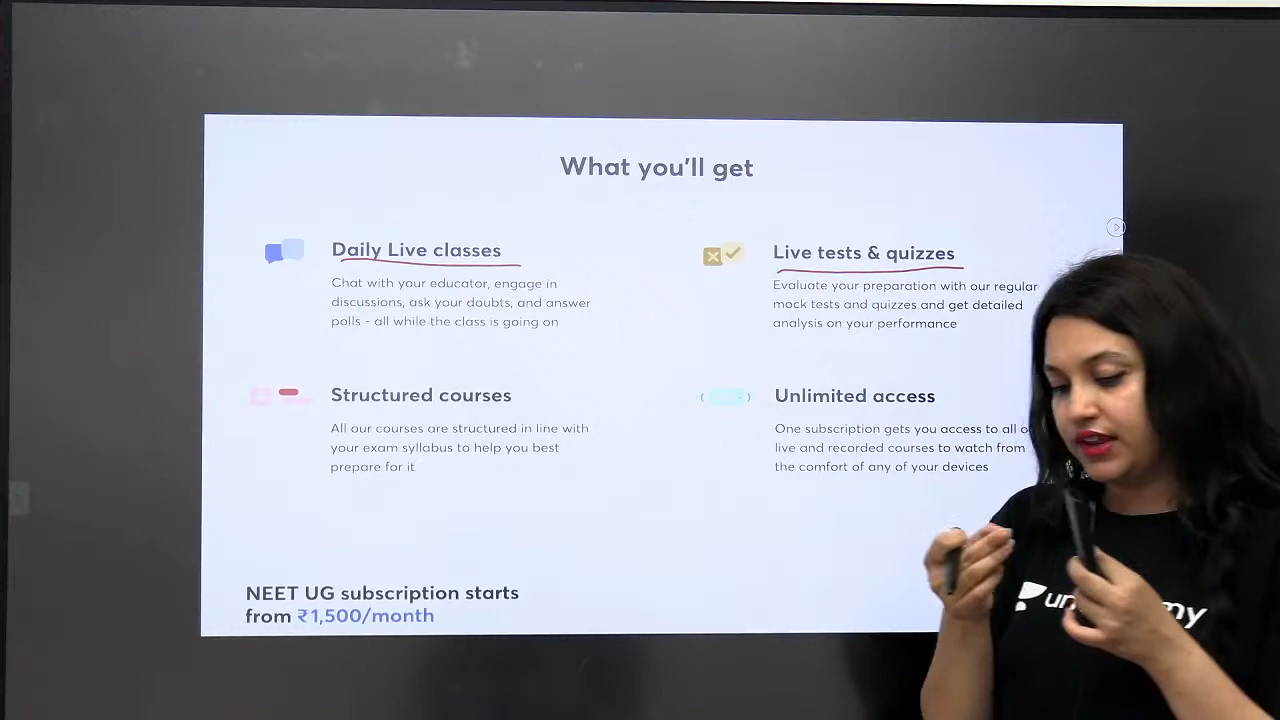 What you'll get
Daily Live classes
Chat with your educator, engage in
discussions, ask your doubts, and answer
polls - all while the class is going on
Live tests & quizzes
Evaluate your preparation with our regular
mock tests and quizzes and get detailed
analysis on your performance
Structured courses
All our courses are structured in line with
your exam syllabus to help you best
prepare for it
Unlimited access
One subscription gets you access to all
live and recorded courses to watch from
the comfort of any of your devices
NEET UG subscription starts
from ₹1,500/month